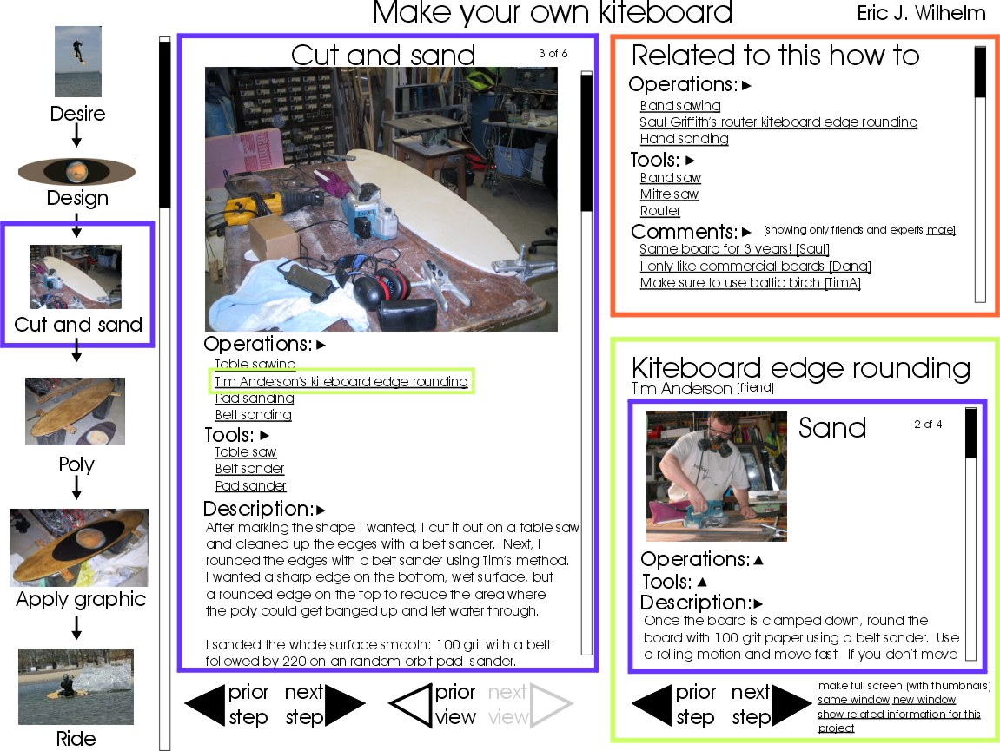 Make your own kiteboard
Eric J. Wilhelm
Desire
Design
Cut and sand
Poly
Apply graphic
Ride
Cut and sand
3 of 6
Operations:
Table sawing
Tim Anderson's kiteboard edge rounding
Pad sanding
Belt sanding
Tools:
Table saw
Belt sander
Pad sander
Description:
After marking the shape I wanted, I cut it out on a table saw
and cleaned up the edges with a belt sander. Next, I
rounded the edges with a belt sander using Tim's method.
I wanted a sharp edge on the bottom, wet surface, but
a rounded edge on the top to reduce the area where
the poly could get banged up and let water through.
I sanded the whole surface smooth: 100 grit with a belt
followed by 220 on an random orbit pad sander.
prior step
next step
prior view
next view
Related to this how to
Operations:
Band sawing
Saul Griffith's router kiteboard edge rounding
Hand sanding
Tools:
Band saw
Mitre saw
Router
Comments: [showing only friends and experts more]
Same board for 3 years! [Saul]
I only like commercial boards [Dang]
Make sure to use baltic birch [TimA]
Kiteboard edge rounding
Tim Anderson [friend]
Sand
2 of 4
Operations:
Tools:
Description:
Once the board is clamped down, round the
board with 100 grit paper using a belt sander. Use
a rolling motion and move fast. If you don't move
prior step
next step
make full screen (with thumbnails)
same window new window
show related information for this
project